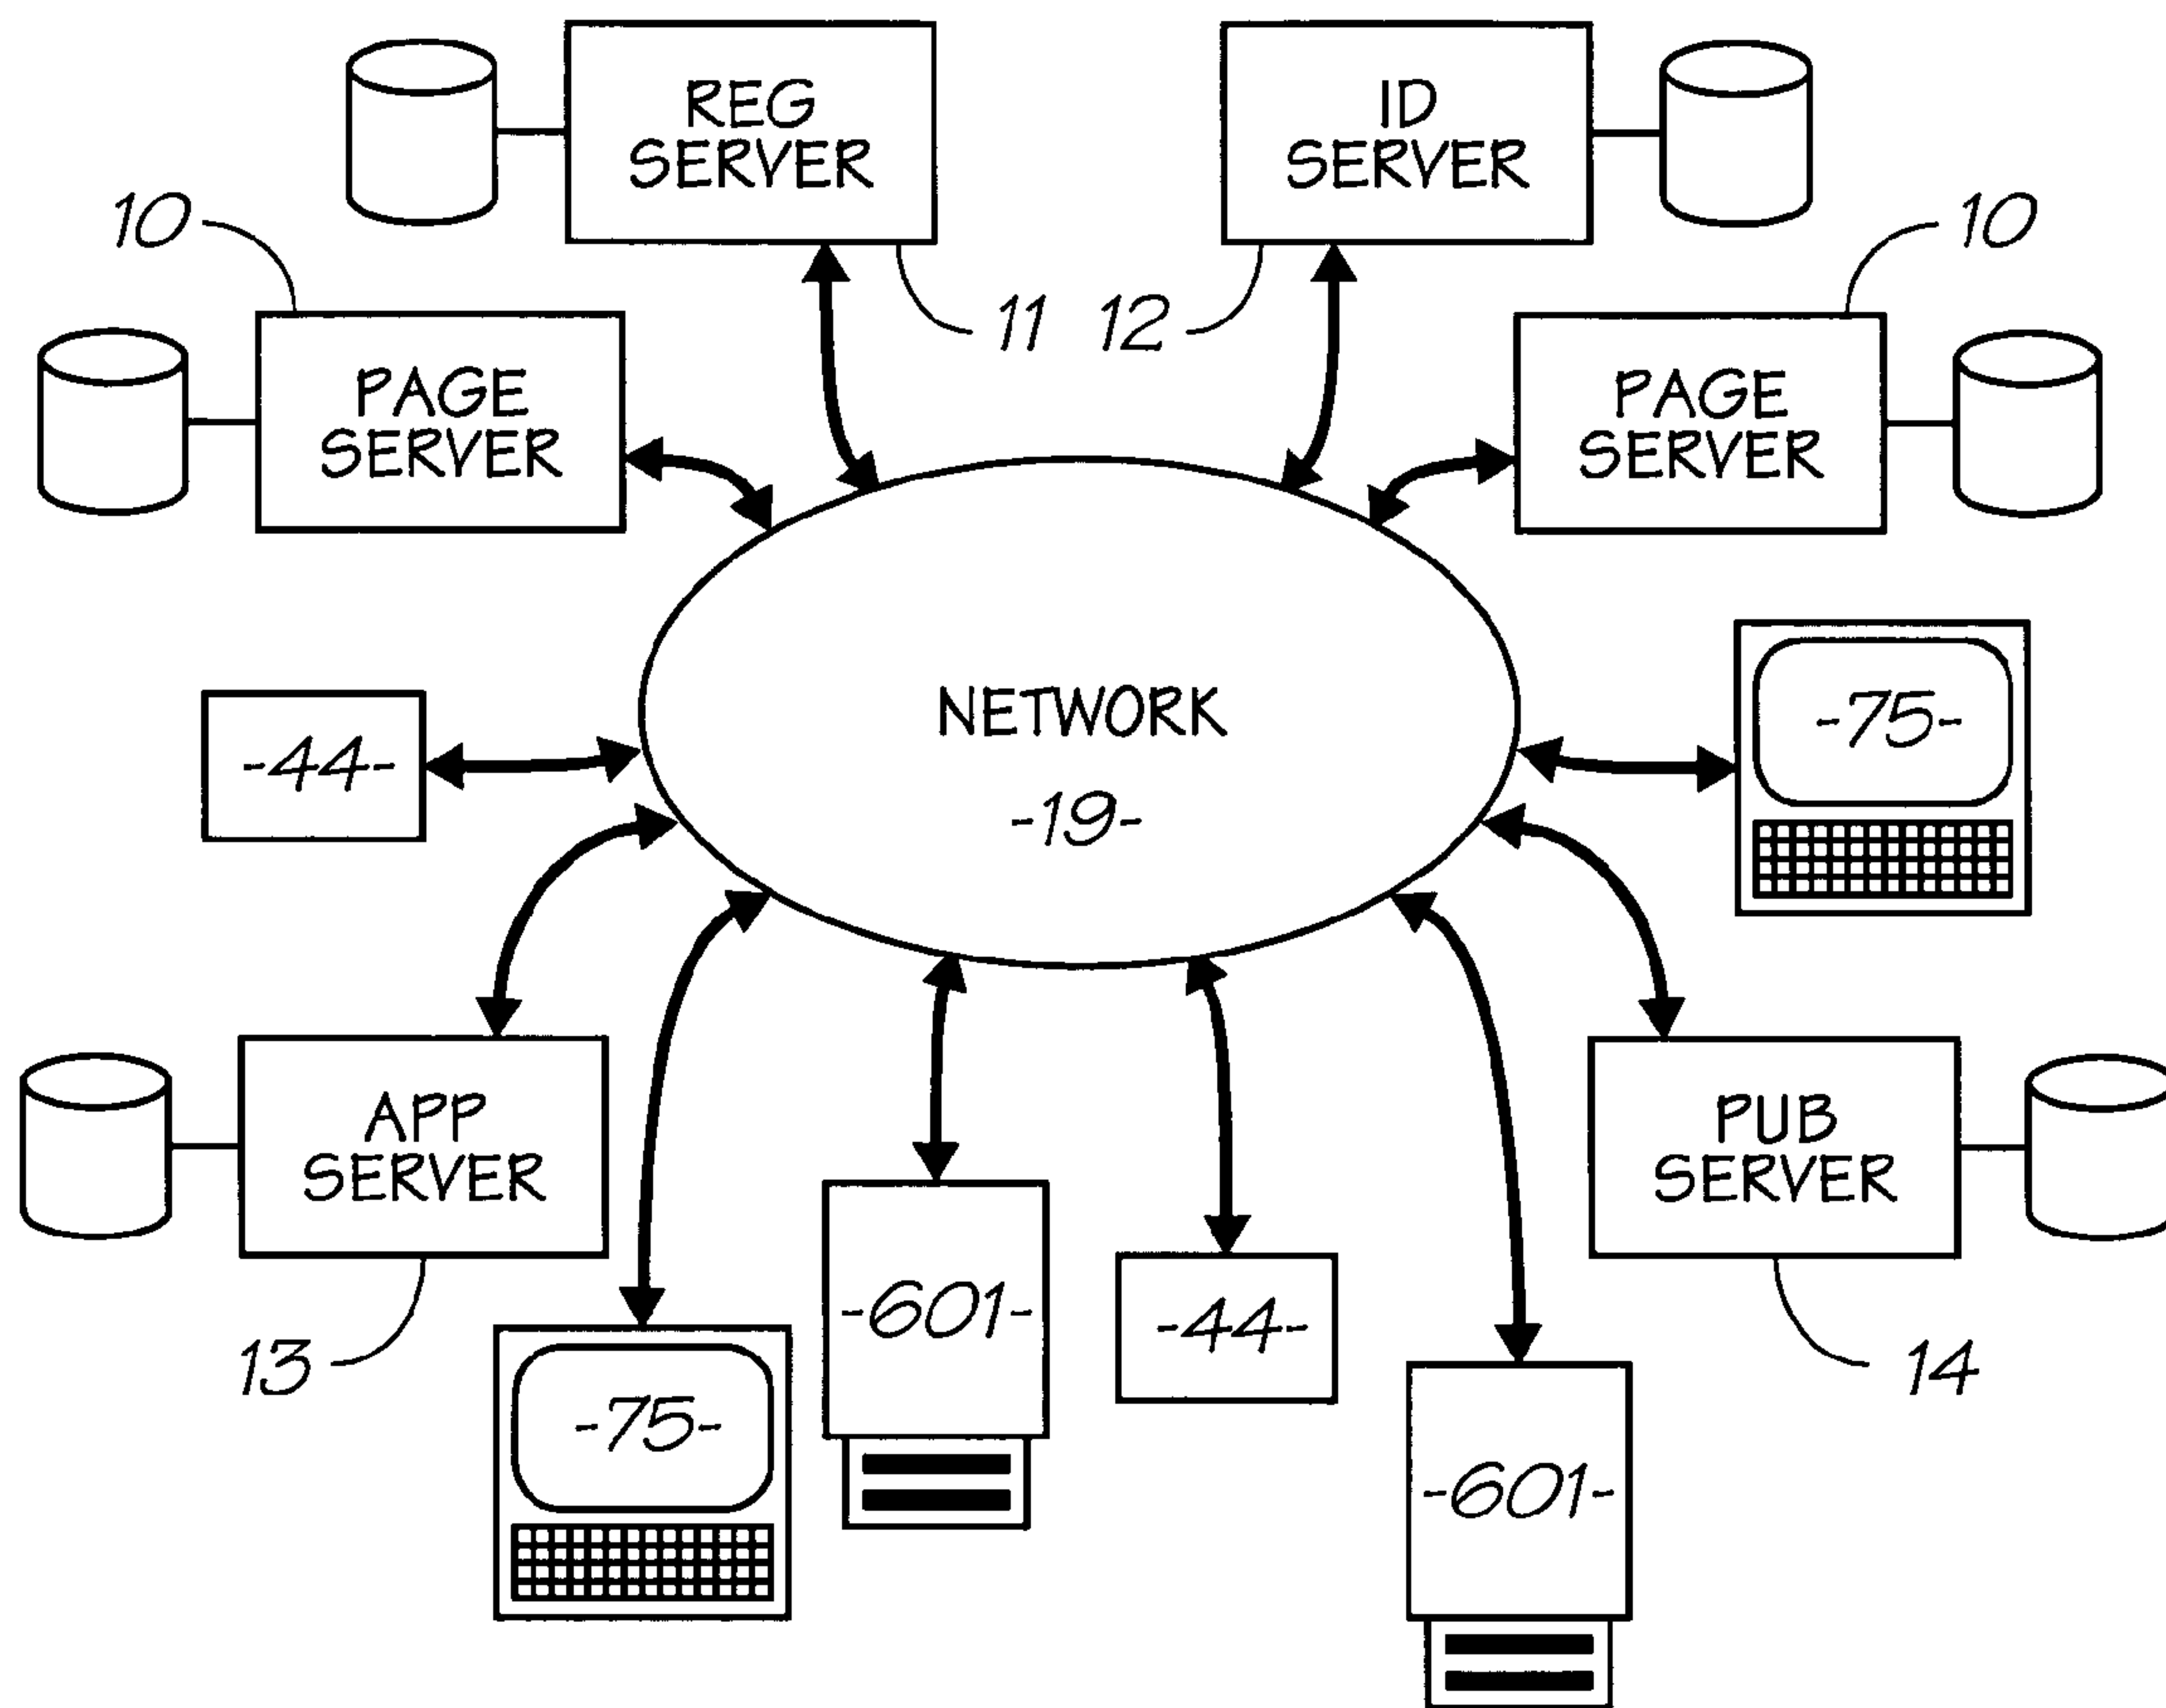 REG
SERVER
ID
SERVER
10
10
11
12
PAGE
SERVER
PAGE
SERVER
-75-
NETWORK
-44-
-19-
APP
SERVER
PUB
SERVER
-601-
-44-
13
14
-75-
-601-